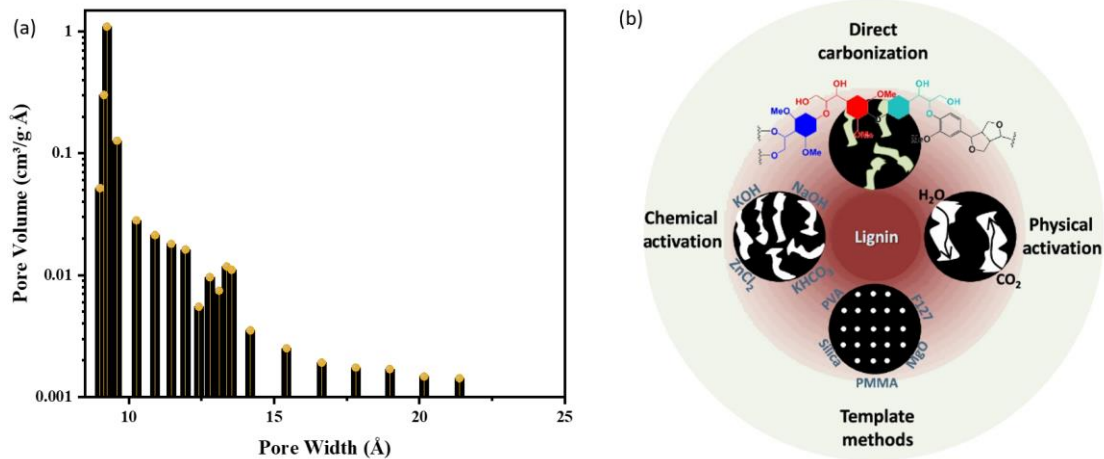 (a)
Pore Volume (cm³/g·Å)
1
0.1
0.01
0.001
10
15
20
25
Pore Width (Å)
(b)
Direct
carbonization
OH
HO
OMe
OH
OH
MeO
O
O
OMe
O
OMe
O
O
Chemical
activation
KOH
NaOH
ZnCl₂
KHCO₃
Lignin
H₂O
CO₂
Physical
activation
PVA
F127
Silica
MgO
PMMA
Template
methods